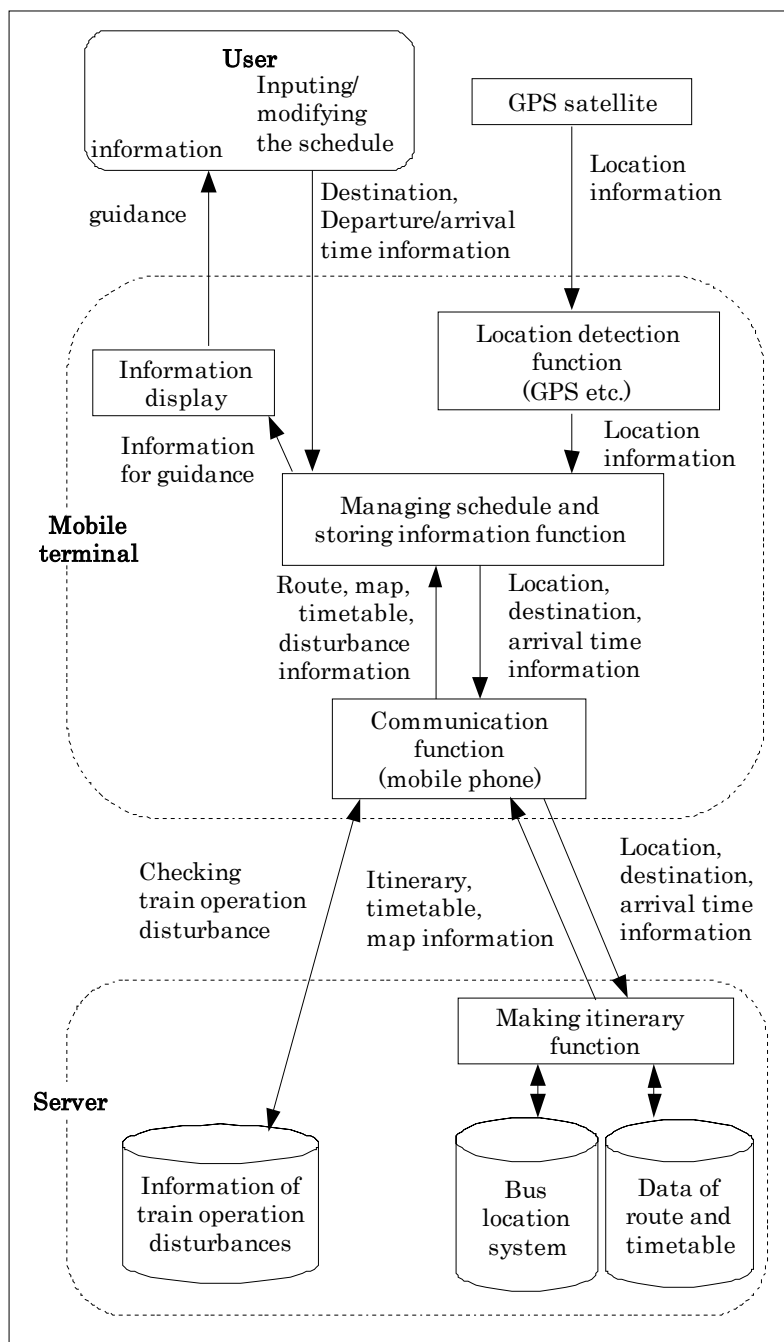 User
Inputing/
modifying
the schedule
information
GPS satellite
guidance
Destination,
Departure/arrival
time information
Location
information
Information
display
Location detection
function
(GPS etc.)
Information
for guidance
Location
information
Managing schedule and
storing information function
Mobile
terminal
Route, map,
timetable,
disturbance
information
Location,
destination,
arrival time
information
Communication
function
(mobile phone)
Checking
train operation
disturbance
Itinerary,
timetable,
map information
Location,
destination,
arrival time
information
Making itinerary
function
Server
Information of
train operation
disturbances
Bus
location
system
Data of
route and
timetable